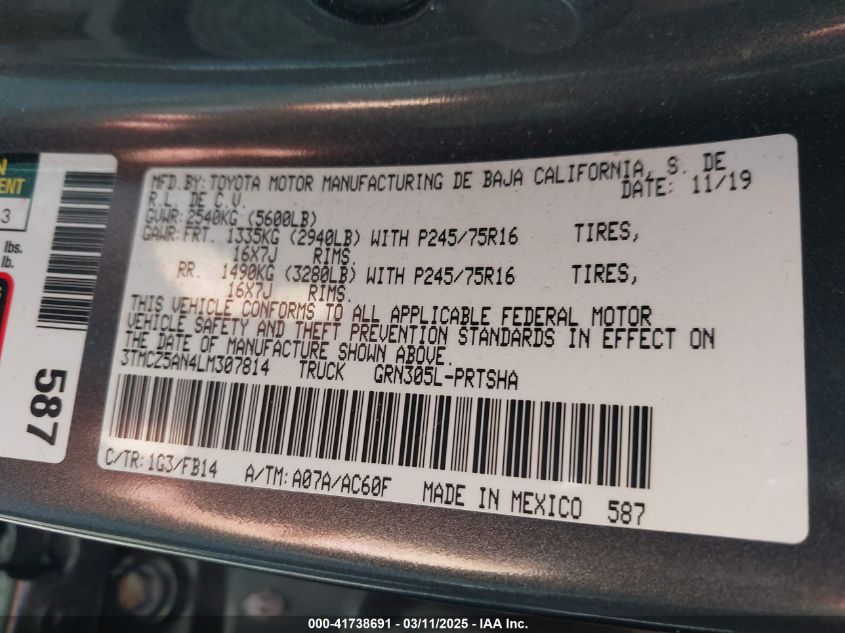 N
ENT
3
lbs.
lb.
587
MFD.BY: TOYOTA MOTOR MANUFACTURING DE BAJA CALIFORNIA, S. DE
R.L. DE C.V. DATE: 11/19
GVWR: 2540KG (5600LB)
GAWR: FRT. 1335KG (2940LB) WITH P245/75R16 TIRES,
16X7J RIMS.
RR. 1490KG (3280LB) WITH P245/75R16 TIRES,
16X7J RIMS.
THIS VEHICLE CONFORMS TO ALL APPLICABLE FEDERAL MOTOR
VEHICLE SAFETY AND THEFT PREVENTION STANDARDS IN EFFECT ON
THE DATE OF MANUFACTURE SHOWN ABOVE.
3TMCZ5AN4LM307814 TRUCK GRN305L-PRTSHA
C/TR: 1G3/FB14 A/TM: A07A/AC60F MADE IN MEXICO 587
000-41738691 — 03/11/2025 — IAA Inc.